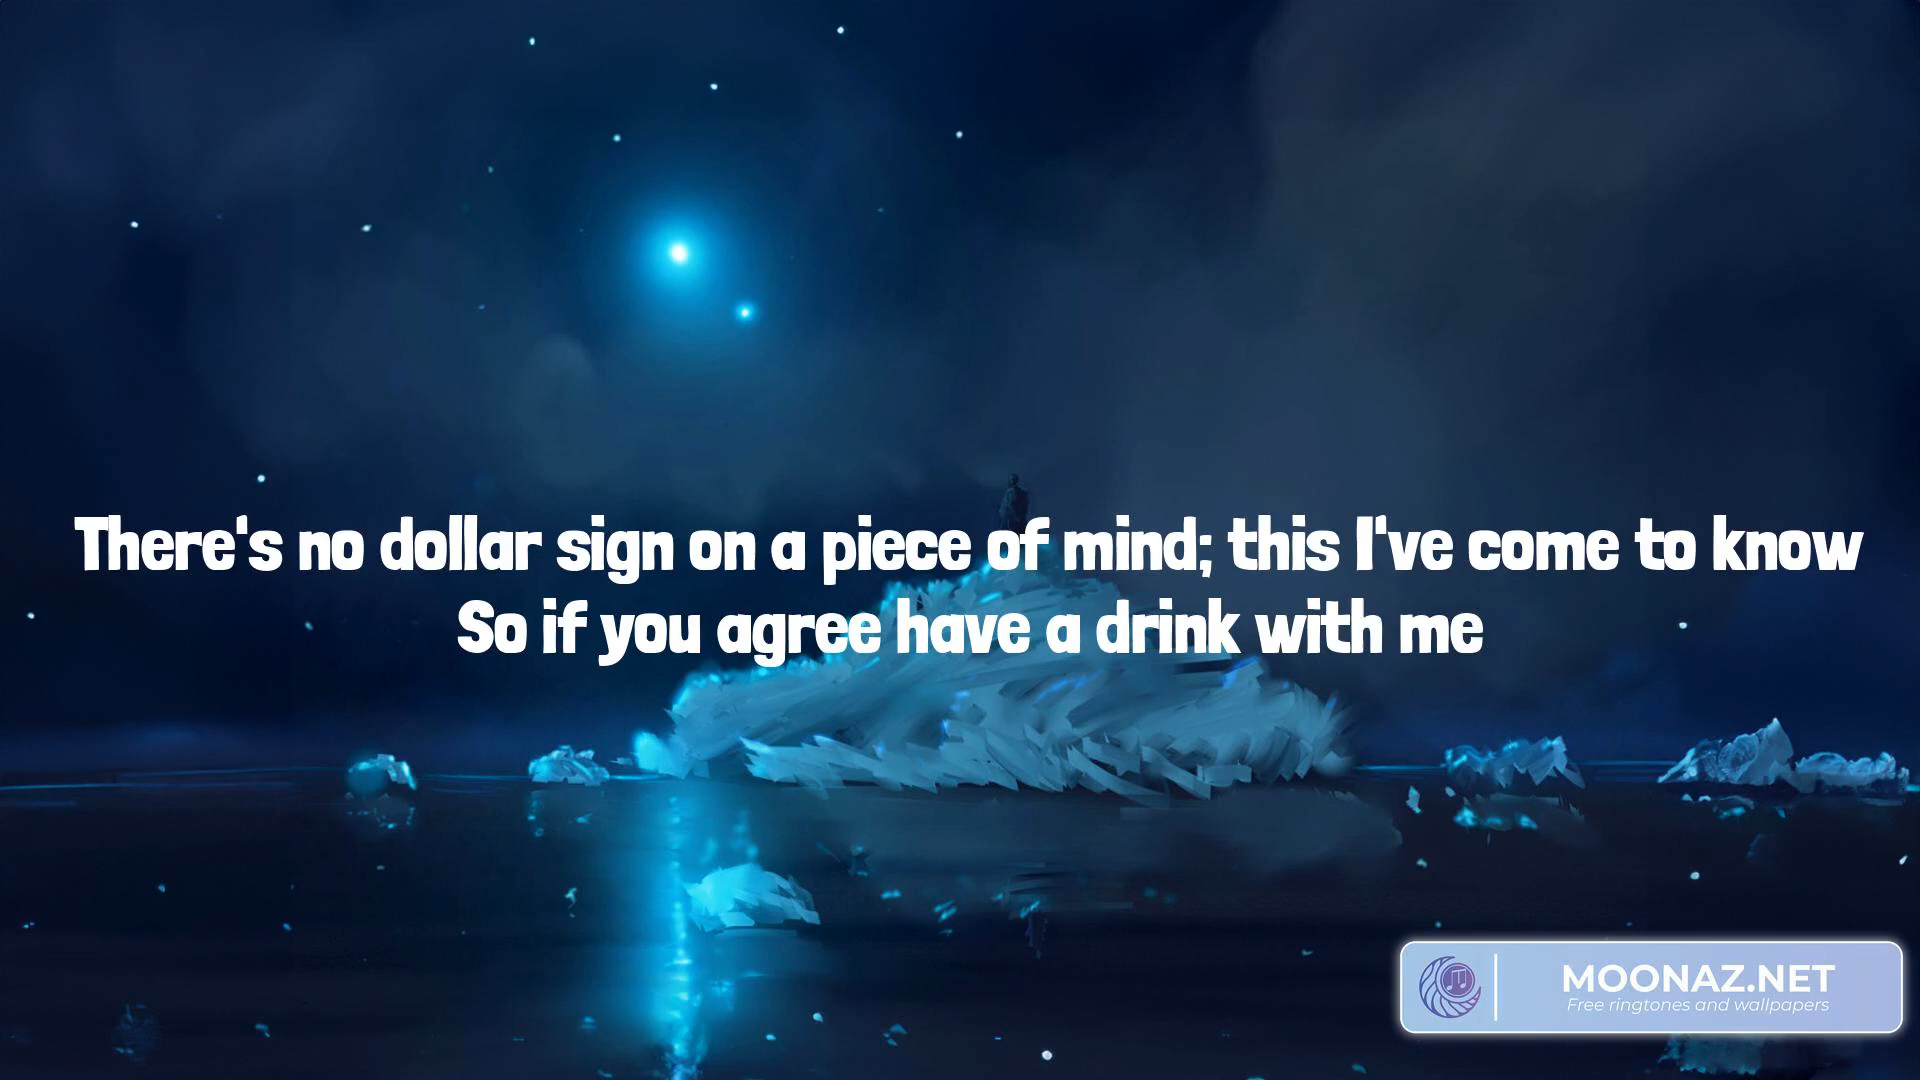 There's no dollar sign on a piece of mind; this I've come to know
So if you agree have a drink with me
MOONAZ.NET
Free ringtones and wallpapers